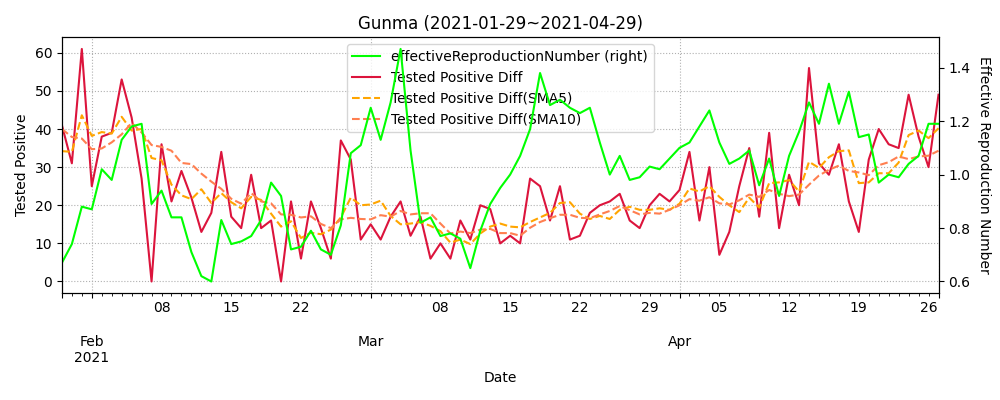 Gunma (2021-01-29~2021-04-29)
effectiveReproductionNumber (right)
Tested Positive Diff
Tested Positive Diff(SMA5)
Tested Positive Diff(SMA10)
Tested Positive
60
50
40
30
20
10
0
1.4
1.2
1.0
0.8
0.6
Effective Reproduction Number
08 15 22 08 15 22 29 05 12 19 26
Feb Mar Apr
2021
Date